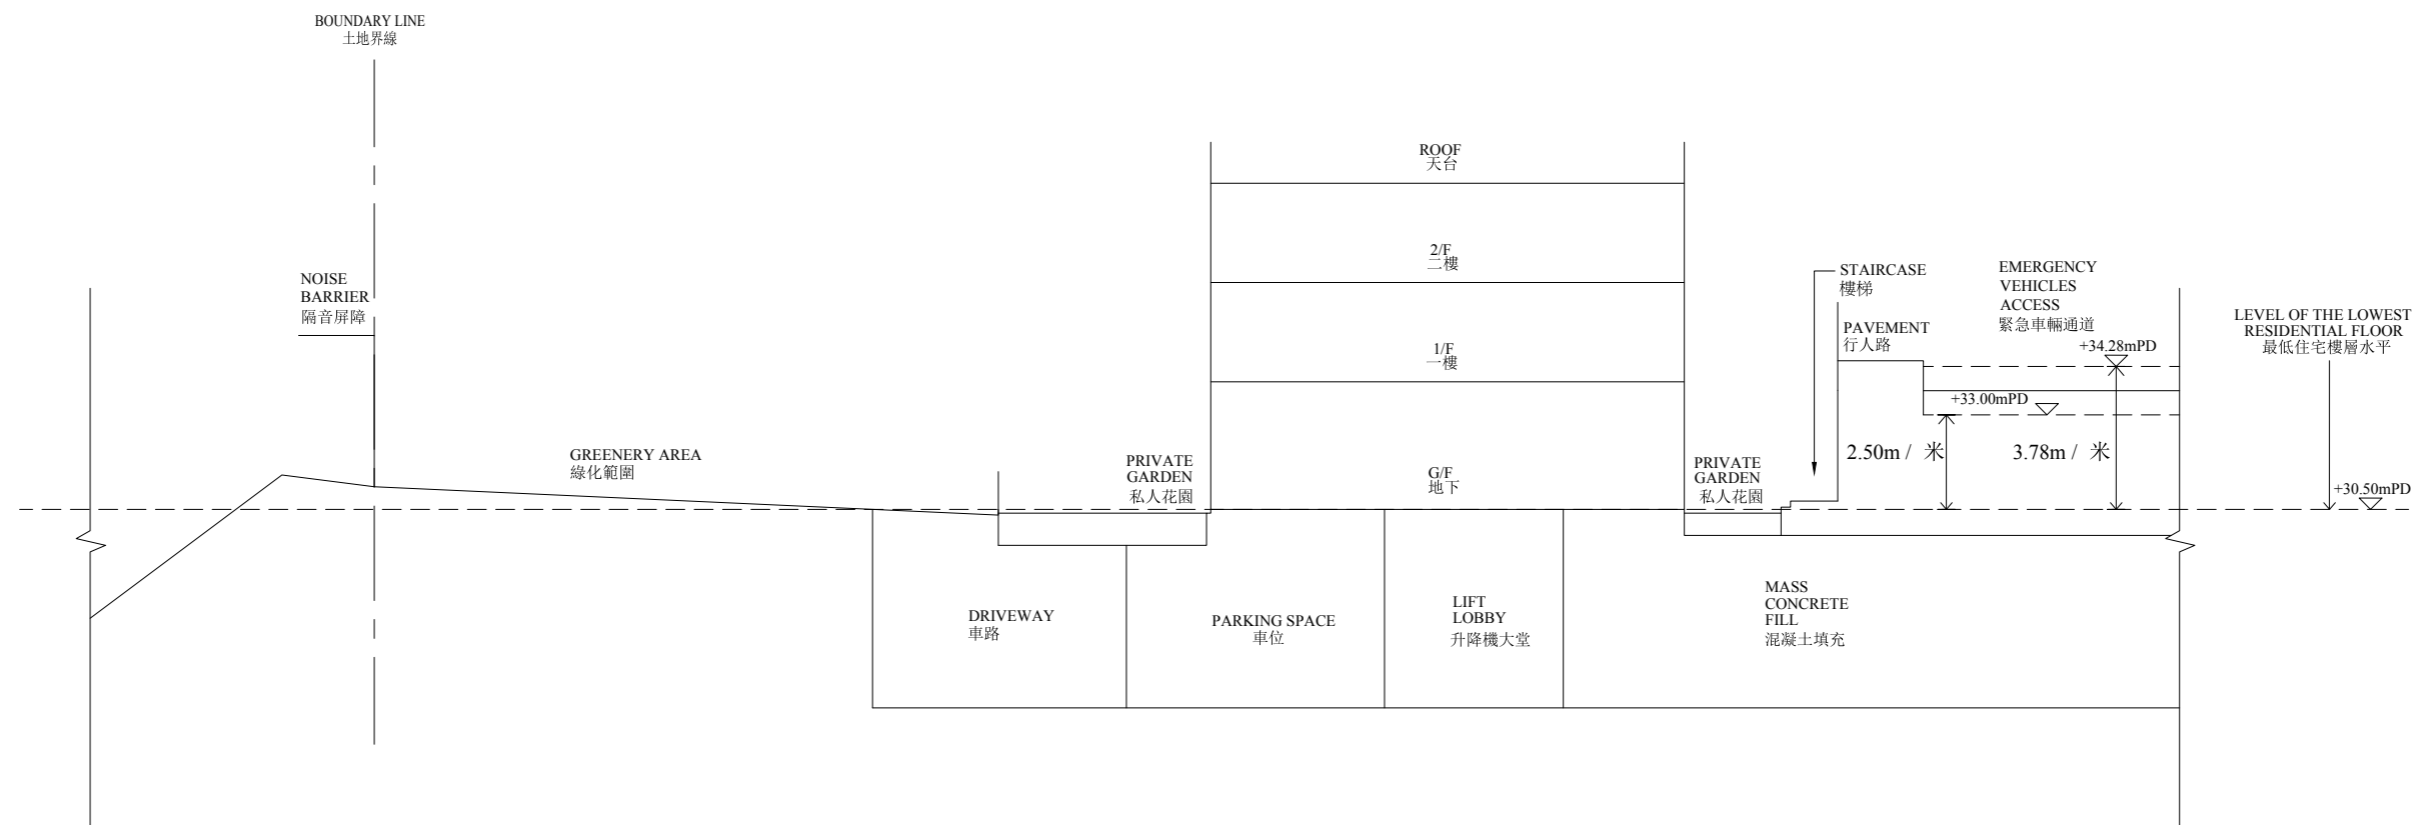 BOUNDARY LINE
土地界線
ROOF
天台
2/F
二樓
1/F
一樓
G/F
地下
NOISE
BARRIER
隔音屏障
GREENERY AREA
綠化範圍
PRIVATE
GARDEN
私人花園
PRIVATE
GARDEN
私人花園
STAIRCASE
樓梯
PAVEMENT
行人路
EMERGENCY
VEHICLES
ACCESS
緊急車輛通道
+34.28mPD
+33.00mPD
2.50m / 米
3.78m / 米
LEVEL OF THE LOWEST
RESIDENTIAL FLOOR
最低住宅樓層水平
+30.50mPD
DRIVEWAY
車路
PARKING SPACE
車位
LIFT
LOBBY
升降機大堂
MASS
CONCRETE
FILL
混凝土填充